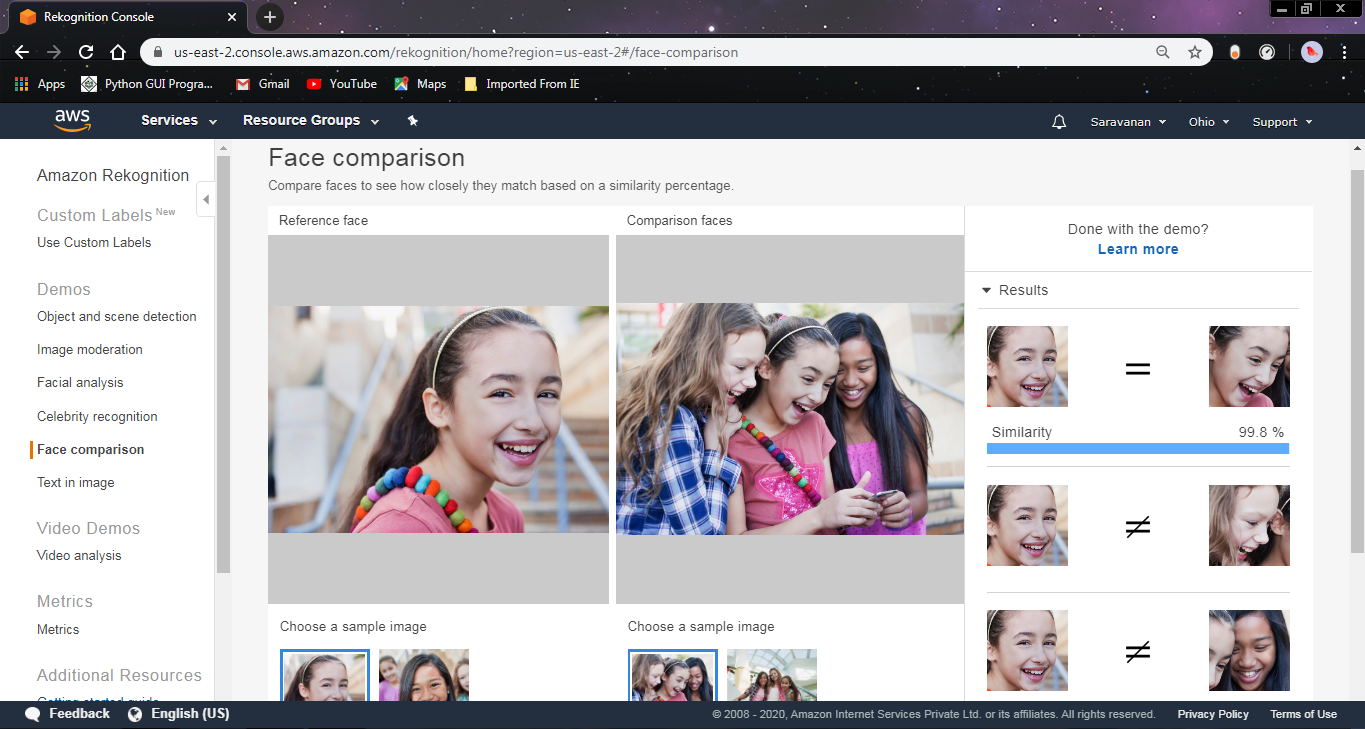 Rekognition Console
us-east-2.console.aws.amazon.com/rekognition/home?region=us-east-2#/face-comparison
Apps Python GUI Progra... Gmail YouTube Maps Imported From IE
aws Services Resource Groups Saravanan Ohio Support
Amazon Rekognition
Custom Labels New
Use Custom Labels
Demos
Object and scene detection
Image moderation
Facial analysis
Celebrity recognition
Face comparison
Text in image
Video Demos
Video analysis
Metrics
Metrics
Additional Resources
Getting started guide
Face comparison
Compare faces to see how closely they match based on a similarity percentage.
Reference face
Comparison faces
Choose a sample image
Choose a sample image
Done with the demo?
Learn more
Results
=
Similarity 99.8 %
≠
≠
Feedback English (US) © 2008 - 2020, Amazon Internet Services Private Ltd. or its affiliates. All rights reserved. Privacy Policy Terms of Use